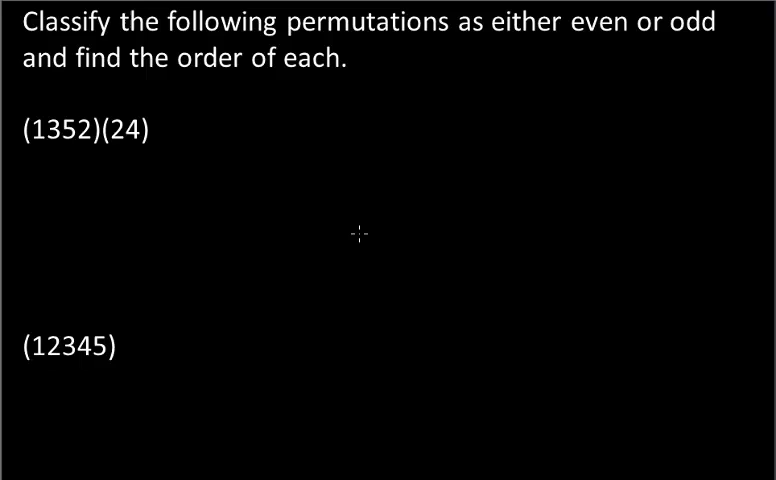 Classify the following permutations as either even or odd
and find the order of each.
(1352)(24)
(12345)